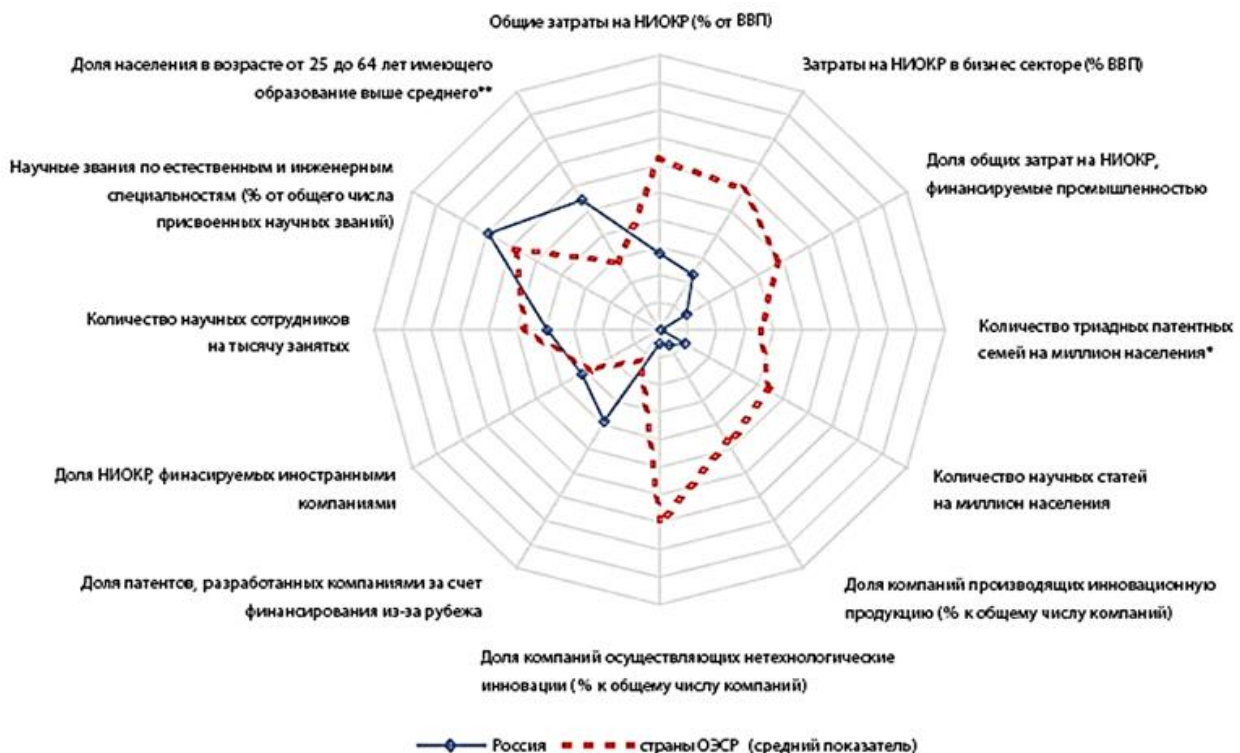 Общие затраты на НИОКР (% от ВВП)
Затраты на НИОКР в бизнес секторе (% ВВП)
Доля общих затрат на НИОКР,
финансируемые промышленностью
Количество триадных патентных
семей на миллион населения*
Количество научных статей
на миллион населения
Доля компаний производящих инновационную
продукцию (% к общему числу компаний)
Доля компаний осуществляющих нетехнологические
инновации (% к общему числу компаний)
Доля патентов, разработанных компаниями за счет
финансирования из-за рубежа
Доля НИОКР, финасируемых иностранными
компаниями
Количество научных сотрудников
на тысячу занятых
Научные звания по естественным и инженерным
специальностям (% от общего числа
присвоенных научных званий)
Доля населения в возрасте от 25 до 64 лет имеющего
образование выше среднего**
Россия
страны ОЭСР (средний показатель)